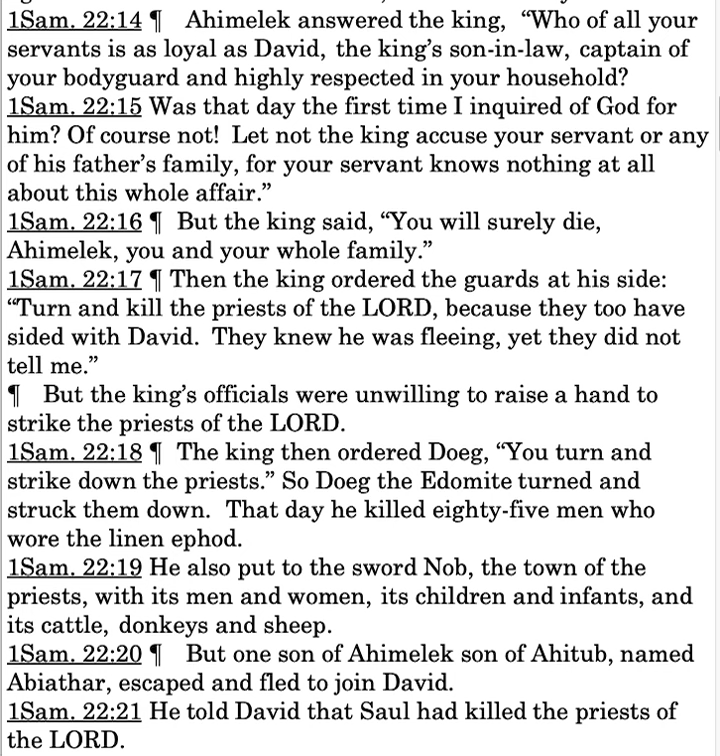 1Sam. 22:14 ¶ Ahimelek answered the king, “Who of all your
servants is as loyal as David, the king’s son-in-law, captain of
your bodyguard and highly respected in your household?
1Sam. 22:15 Was that day the first time I inquired of God for
him? Of course not! Let not the king accuse your servant or any
of his father’s family, for your servant knows nothing at all
about this whole affair.”
1Sam. 22:16 ¶ But the king said, “You will surely die,
Ahimelek, you and your whole family.”
1Sam. 22:17 ¶ Then the king ordered the guards at his side:
“Turn and kill the priests of the LORD, because they too have
sided with David. They knew he was fleeing, yet they did not
tell me.”
¶ But the king’s officials were unwilling to raise a hand to
strike the priests of the LORD.
1Sam. 22:18 ¶ The king then ordered Doeg, “You turn and
strike down the priests.” So Doeg the Edomite turned and
struck them down. That day he killed eighty-five men who
wore the linen ephod.
1Sam. 22:19 He also put to the sword Nob, the town of the
priests, with its men and women, its children and infants, and
its cattle, donkeys and sheep.
1Sam. 22:20 ¶ But one son of Ahimelek son of Ahitub, named
Abiathar, escaped and fled to join David.
1Sam. 22:21 He told David that Saul had killed the priests of
the LORD.